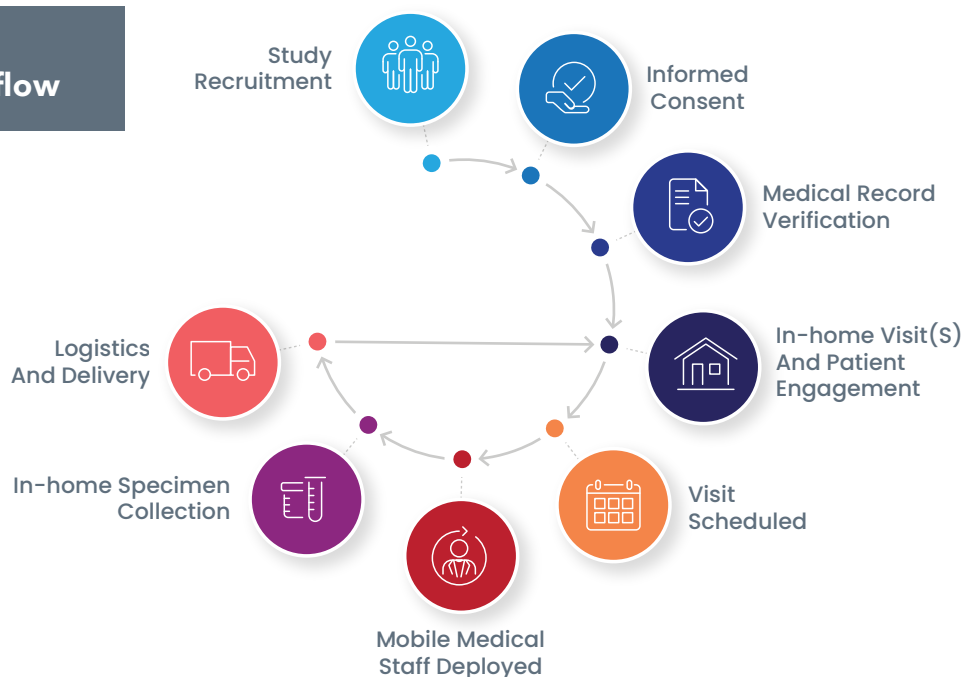 flow
Study
Recruitment
Informed
Consent
Medical Record
Verification
In-home Visit(S)
And Patient
Engagement
Visit
Scheduled
Mobile Medical
Staff Deployed
In-home Specimen
Collection
Logistics
And Delivery